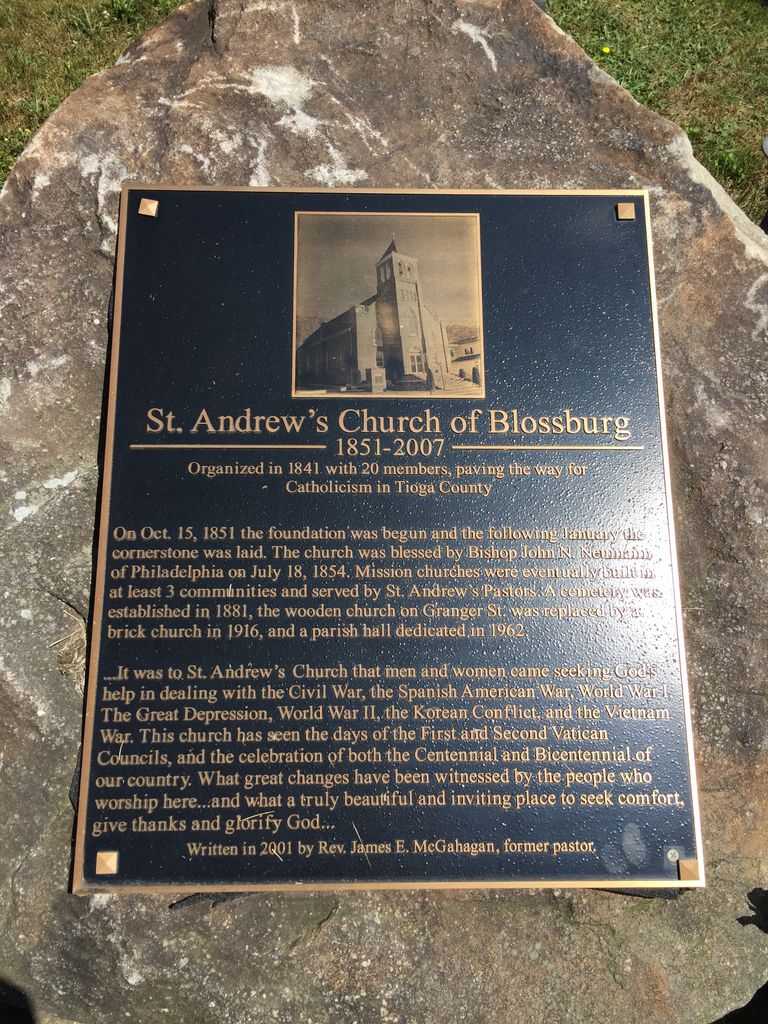 St. Andrew's Church of Blossburg
1851-2007
Organized in 1841 with 20 members, paving the way for
Catholicism in Tioga County
On Oct. 15, 1851 the foundation was begun and the following January the
cornerstone was laid. The church was blessed by Bishop John N. Neumann
of Philadelphia on July 18, 1854. Mission churches were eventually built in
at least 3 communities and served by St. Andrew's Pastors. A cemetery was
established in 1881, the wooden church on Granger St. was replaced by a
brick church in 1916, and a parish hall dedicated in 1962.
...It was to St. Andrew's Church that men and women came seeking God's
help in dealing with the Civil War, the Spanish American War, World War I,
The Great Depression, World War II, the Korean Conflict, and the Vietnam
War. This church has seen the days of the First and Second Vatican
Councils, and the celebration of both the Centennial and Bicentennial of
our country. What great changes have been witnessed by the people who
worship here...and what a truly beautiful and inviting place to seek comfort,
give thanks and glorify God...
Written in 2001 by Rev. James E. McGahagan, former pastor.